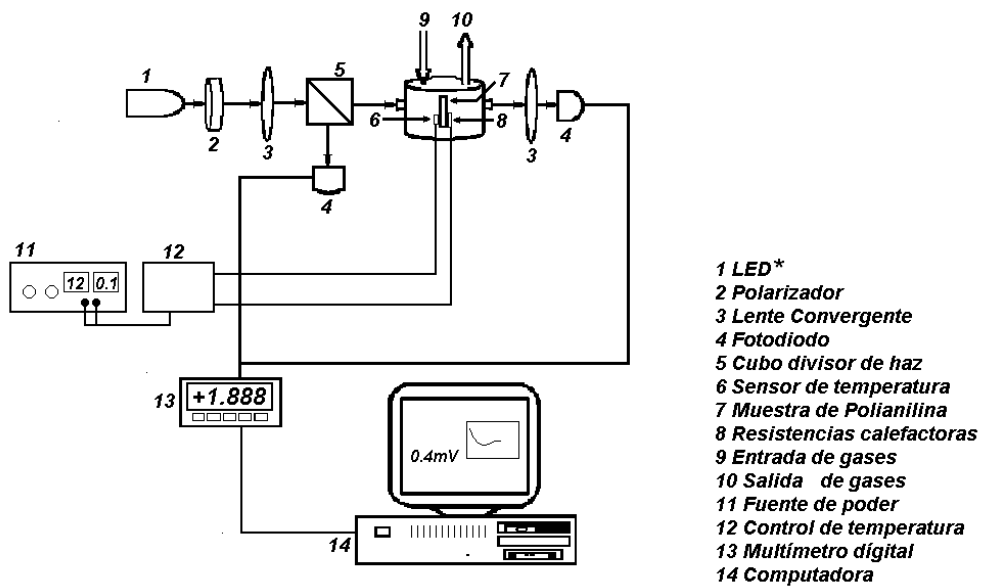 9 10
1
5
7
6
8
2
3
3
4
4
11
12
12 0.1
13
+1.888
0.4mV
14
1 LED*
2 Polarizador
3 Lente Convergente
4 Fotodiodo
5 Cubo divisor de haz
6 Sensor de temperatura
7 Muestra de Polianilina
8 Resistencias calefactoras
9 Entrada de gases
10 Salida de gases
11 Fuente de poder
12 Control de temperatura
13 Multímetro dígital
14 Computadora